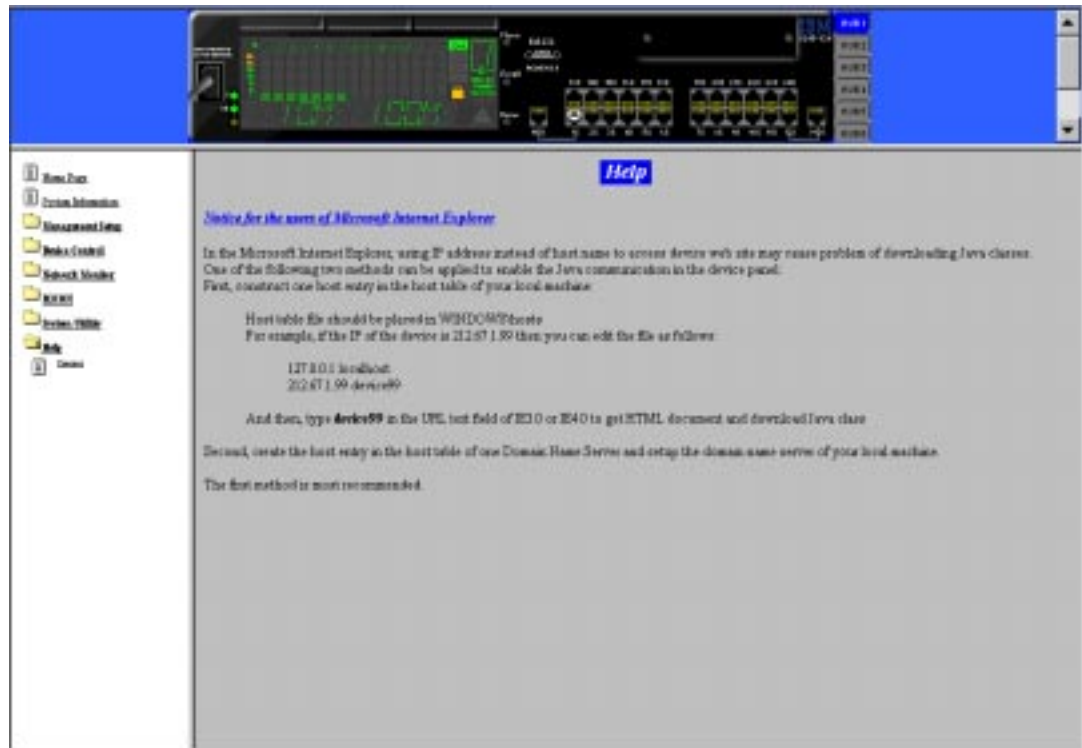 IBM
HUB1
HUB2
HUB3
HUB4
HUB5
HUB6
Home Page
System Information
Management Setup
Device Control
Network Monitor
RMON
System Utility
Help
Help
Notice for the users of Microsoft Internet Explorer
In the Microsoft Internet Explorer, using IP address instead of host name to access device web site may cause problem of downloading Java classes.
One of the following two methods can be applied to enable the Java communication in the device panel.
First, construct one host entry in the host table of your local machine:
Host table file should be placed in WINDOWS\hosts
For example, if the IP of the device is 212.67.1.99 then you can edit the file as follows:
127.0.0.1 localhost
212.67.1.99 device99
And then, type device99 in the URL text field of IE3.0 or IE4.0 to get HTML document and download Java class
Second, create the host entry in the host table of one Domain Name Server and setup the domain name server of your local machine.
The first method is most recommended.